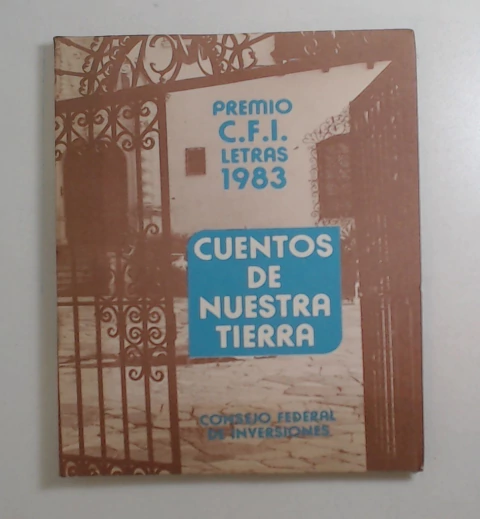 PREMIO
C.F.I.
LETRAS
1983
CUENTOS
DE
NUESTRA
TIERRA
CONSEJO FEDERAL
DE INVERSIONES